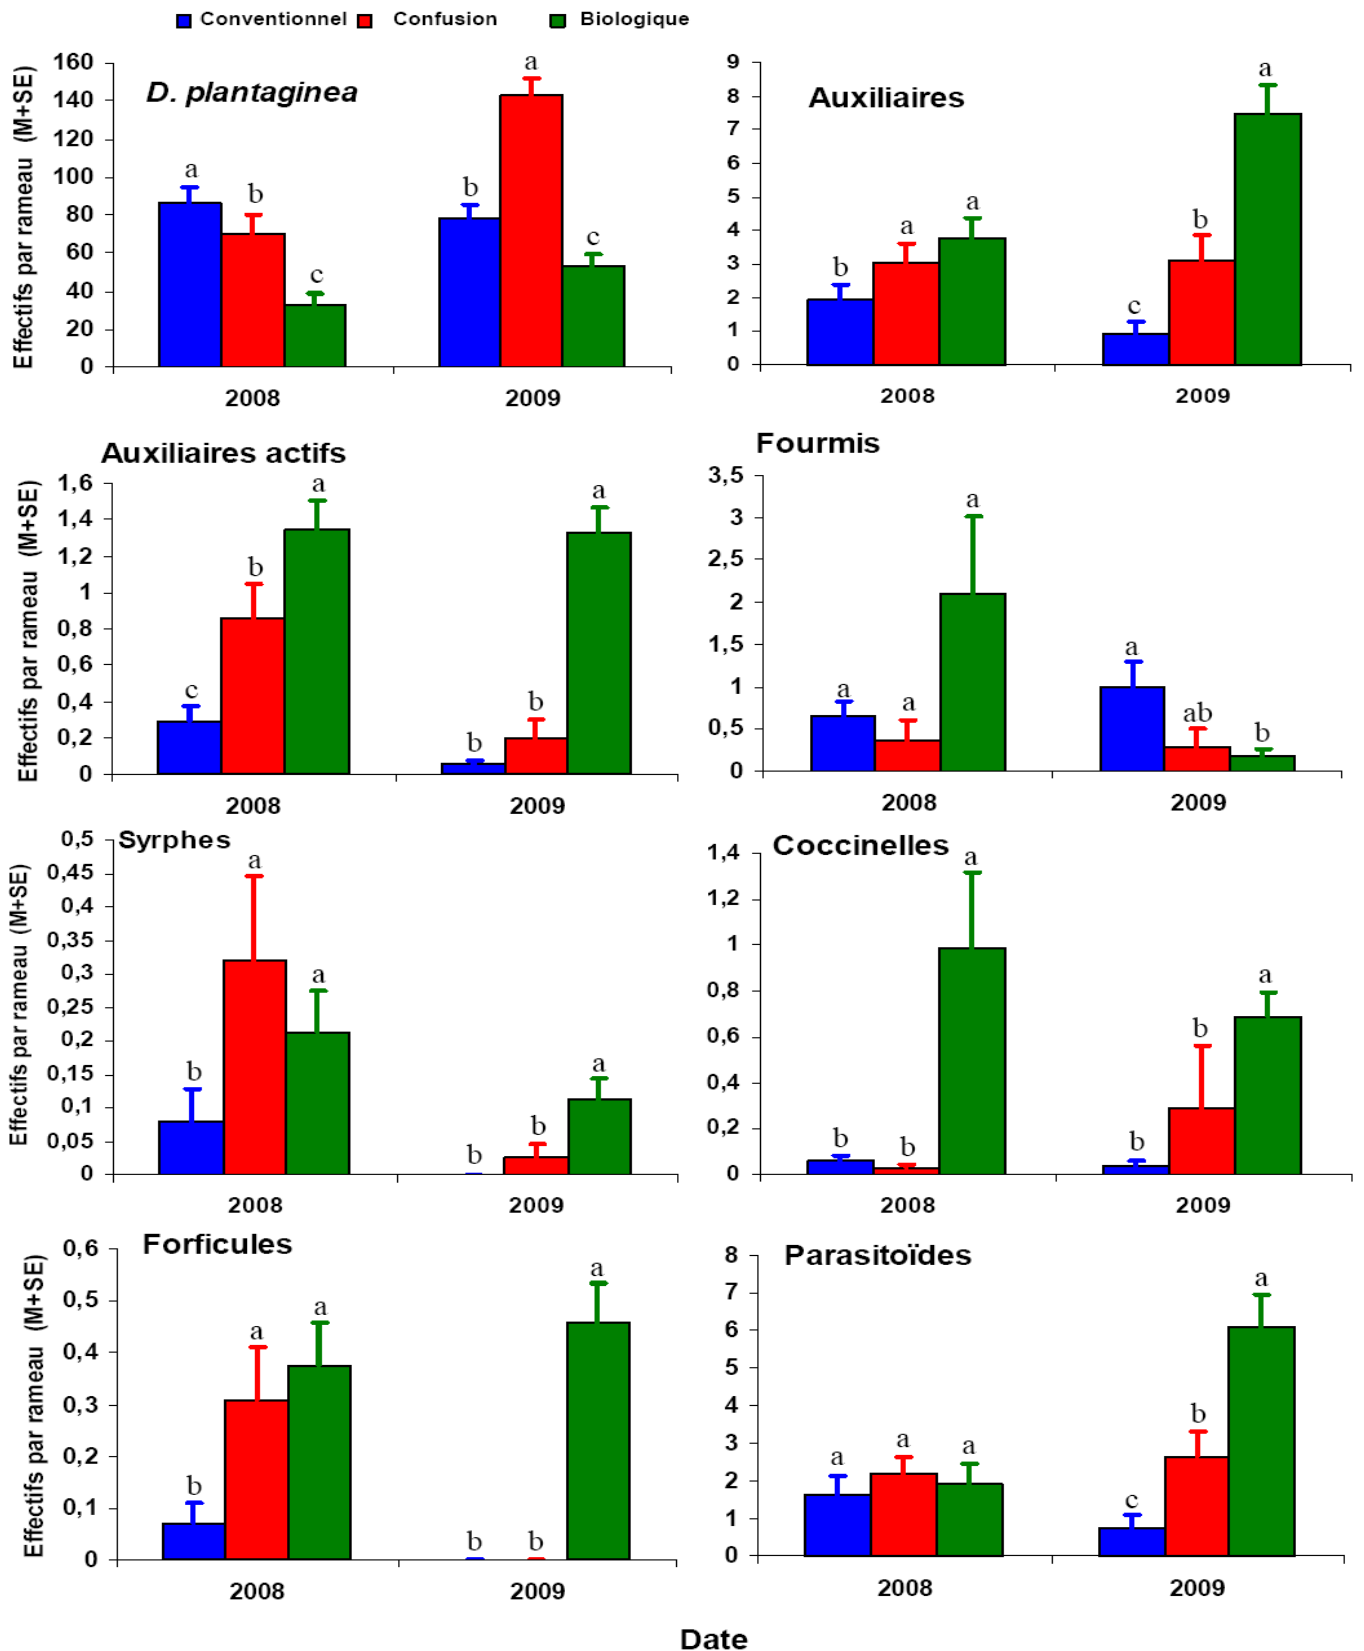 Conventionnel Confusion Biologique
D. plantaginea
Effectifs par rameau (M+SE)
160
140
120
100
80
60
40
20
0
a
b
c
b
a
c
2008 2009
Auxiliaires
9
8
7
6
5
4
3
2
1
0
b
a
a
c
b
a
2008 2009
Auxiliaires actifs
Effectifs par rameau (M+SE)
1,6
1,4
1,2
1
0,8
0,6
0,4
0,2
0
c
b
a
b
b
a
2008 2009
Fourmis
3,5
3
2,5
2
1,5
1
0,5
0
a
a
a
a
ab
b
2008 2009
Syrphes
Effectifs par rameau (M+SE)
0,5
0,45
0,4
0,35
0,3
0,25
0,2
0,15
0,1
0,05
0
b
a
a
b
b
a
2008 2009
Coccinelles
1,4
1,2
1
0,8
0,6
0,4
0,2
0
b
b
a
b
b
a
2008 2009
Forficules
Effectifs par rameau (M+SE)
0,6
0,5
0,4
0,3
0,2
0,1
0
b
a
a
b
b
a
2008 2009
Parasitoïdes
8
7
6
5
4
3
2
1
0
a
a
a
c
b
a
2008 2009
Date